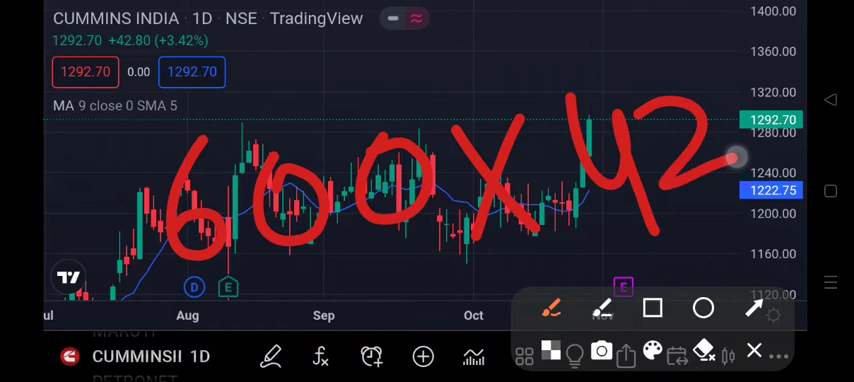 CUMMINS INDIA · 1D · NSE · TradingView
1292.70 +42.80 (+3.42%)
1292.70 0.00 1292.70
MA 9 close 0 SMA 5
600X42
1400.00
1360.00
1320.00
1292.70
1280.00
1240.00
1222.75
1200.00
1160.00
1120.00
D E E
Aug Sep Oct
CUMMINSII 1D